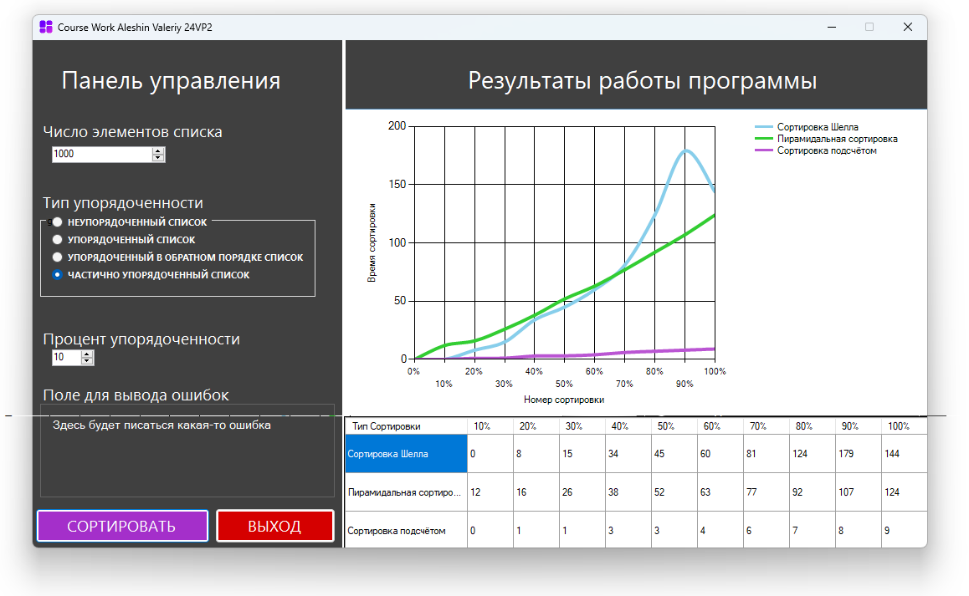 Course Work Aleshin Valeriy 24VP2
Панель управления
Число элементов списка
1000
Тип упорядоченности
НЕУПОРЯДОЧЕННЫЙ СПИСОК
УПОРЯДОЧЕННЫЙ СПИСОК
УПОРЯДОЧЕННЫЙ В ОБРАТНОМ ПОРЯДКЕ СПИСОК
ЧАСТИЧНО УПОРЯДОЧЕННЫЙ СПИСОК
Процент упорядоченности
10
Поле для вывода ошибок
Здесь будет писаться какая-то ошибка
СОРТИРОВАТЬ ВЫХОД
Результаты работы программы
Сортировка Шелла
Пирамидальная сортировка
Сортировка подсчётом
Время сортировки
200
150
100
50
0
0% 20% 40% 60% 80% 100%
10% 30% 50% 70% 90%
Номер сортировки
Тип Сортировки 10% 20% 30% 40% 50% 60% 70% 80% 90% 100%
Сортировка Шелла 0 8 15 34 45 60 81 124 179 144
Пирамидальная сортиро... 12 16 26 38 52 63 77 92 107 124
Сортировка подсчётом 0 1 1 3 3 4 6 7 8 9